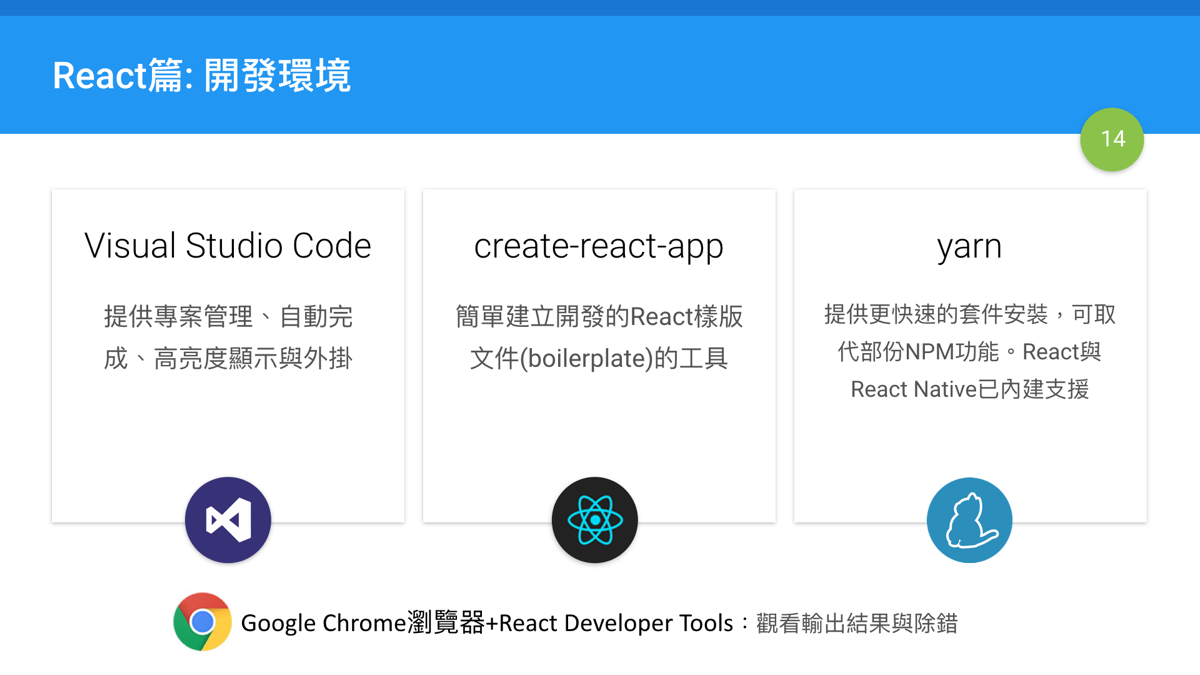 React篇: 開發環境
14
Visual Studio Code
提供專案管理、自動完
成、高亮度顯示與外掛
create-react-app
簡單建立開發的React樣版
文件(boilerplate)的工具
yarn
提供更快速的套件安裝，可取
代部份NPM功能。React與
React Native已內建支援
Google Chrome瀏覽器+React Developer Tools：觀看輸出結果與除錯